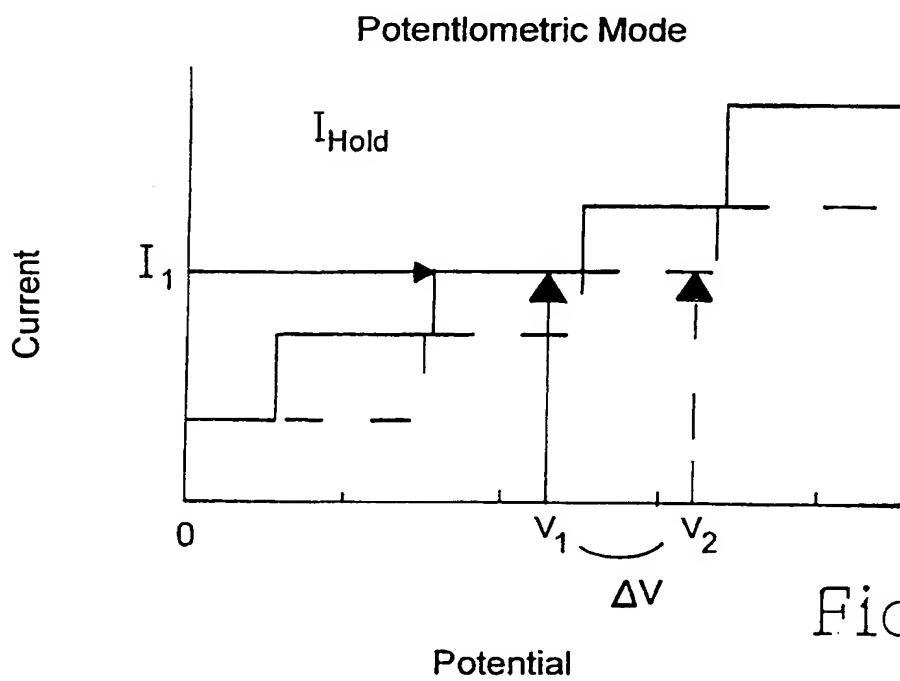 Potentlometric Mode
I_Hold
I_1
Current
0
V_1
V_2
ΔV
Potential